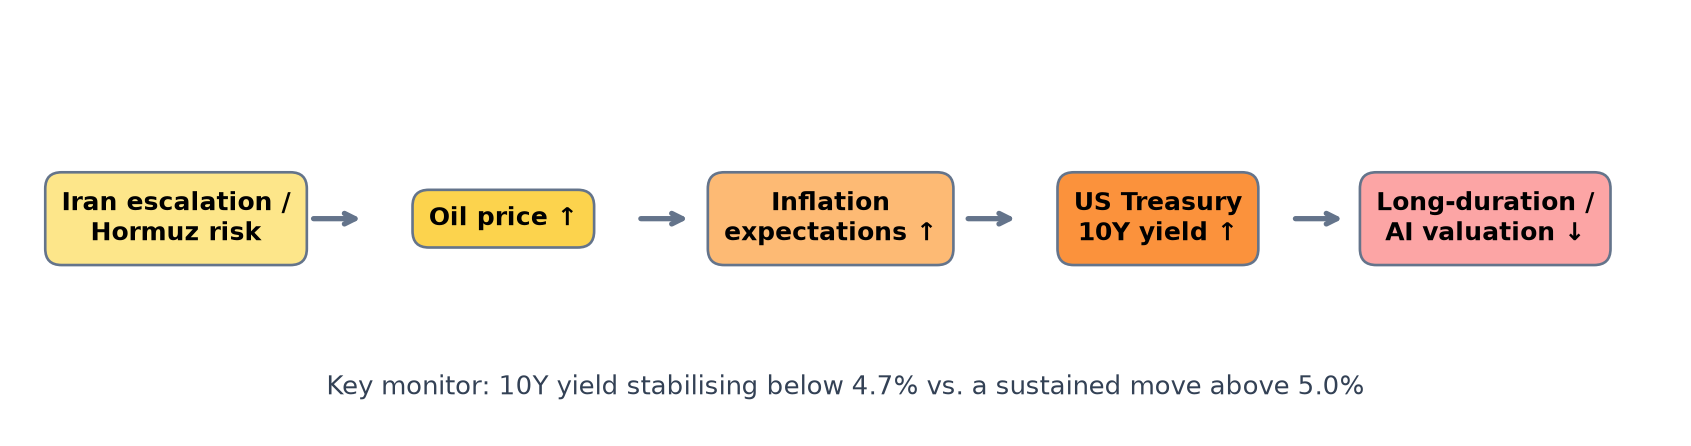 Iran escalation /
Hormuz risk
Oil price ↑
Inflation
expectations ↑
US Treasury
10Y yield ↑
Long-duration /
AI valuation ↓
Key monitor: 10Y yield stabilising below 4.7% vs. a sustained move above 5.0%